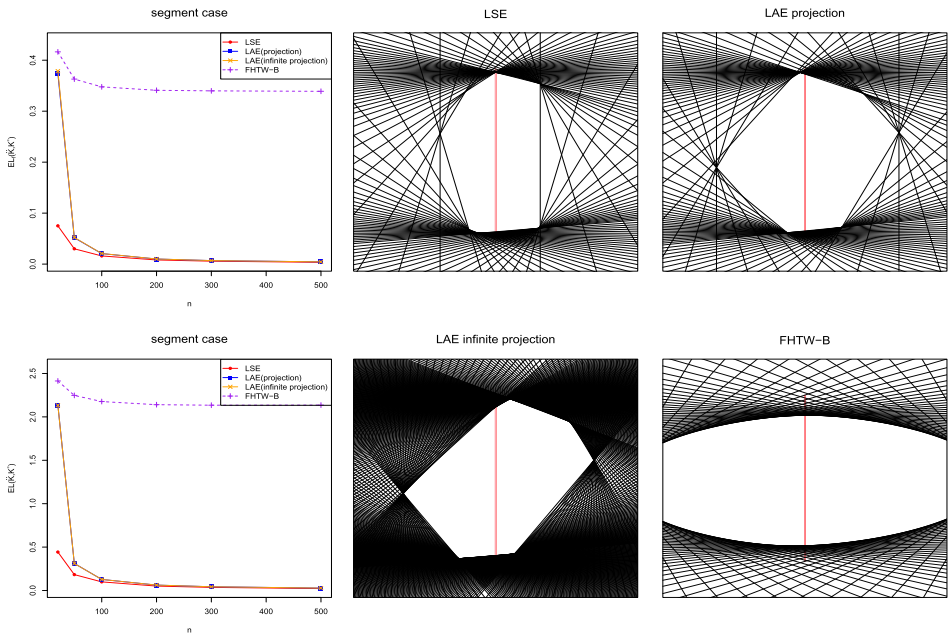 segment case
LSE
LAE projection
LSE
LAE(projection)
LAE(infinite projection)
FHTW−B
0.4
0.3
0.2
0.1
0.0
100
200
300
400
500
n
segment case
LAE infinite projection
FHTW−B
LSE
LAE(projection)
LAE(infinite projection)
FHTW−B
2.5
2.0
1.5
1.0
0.5
0.0
100
200
300
400
500
n